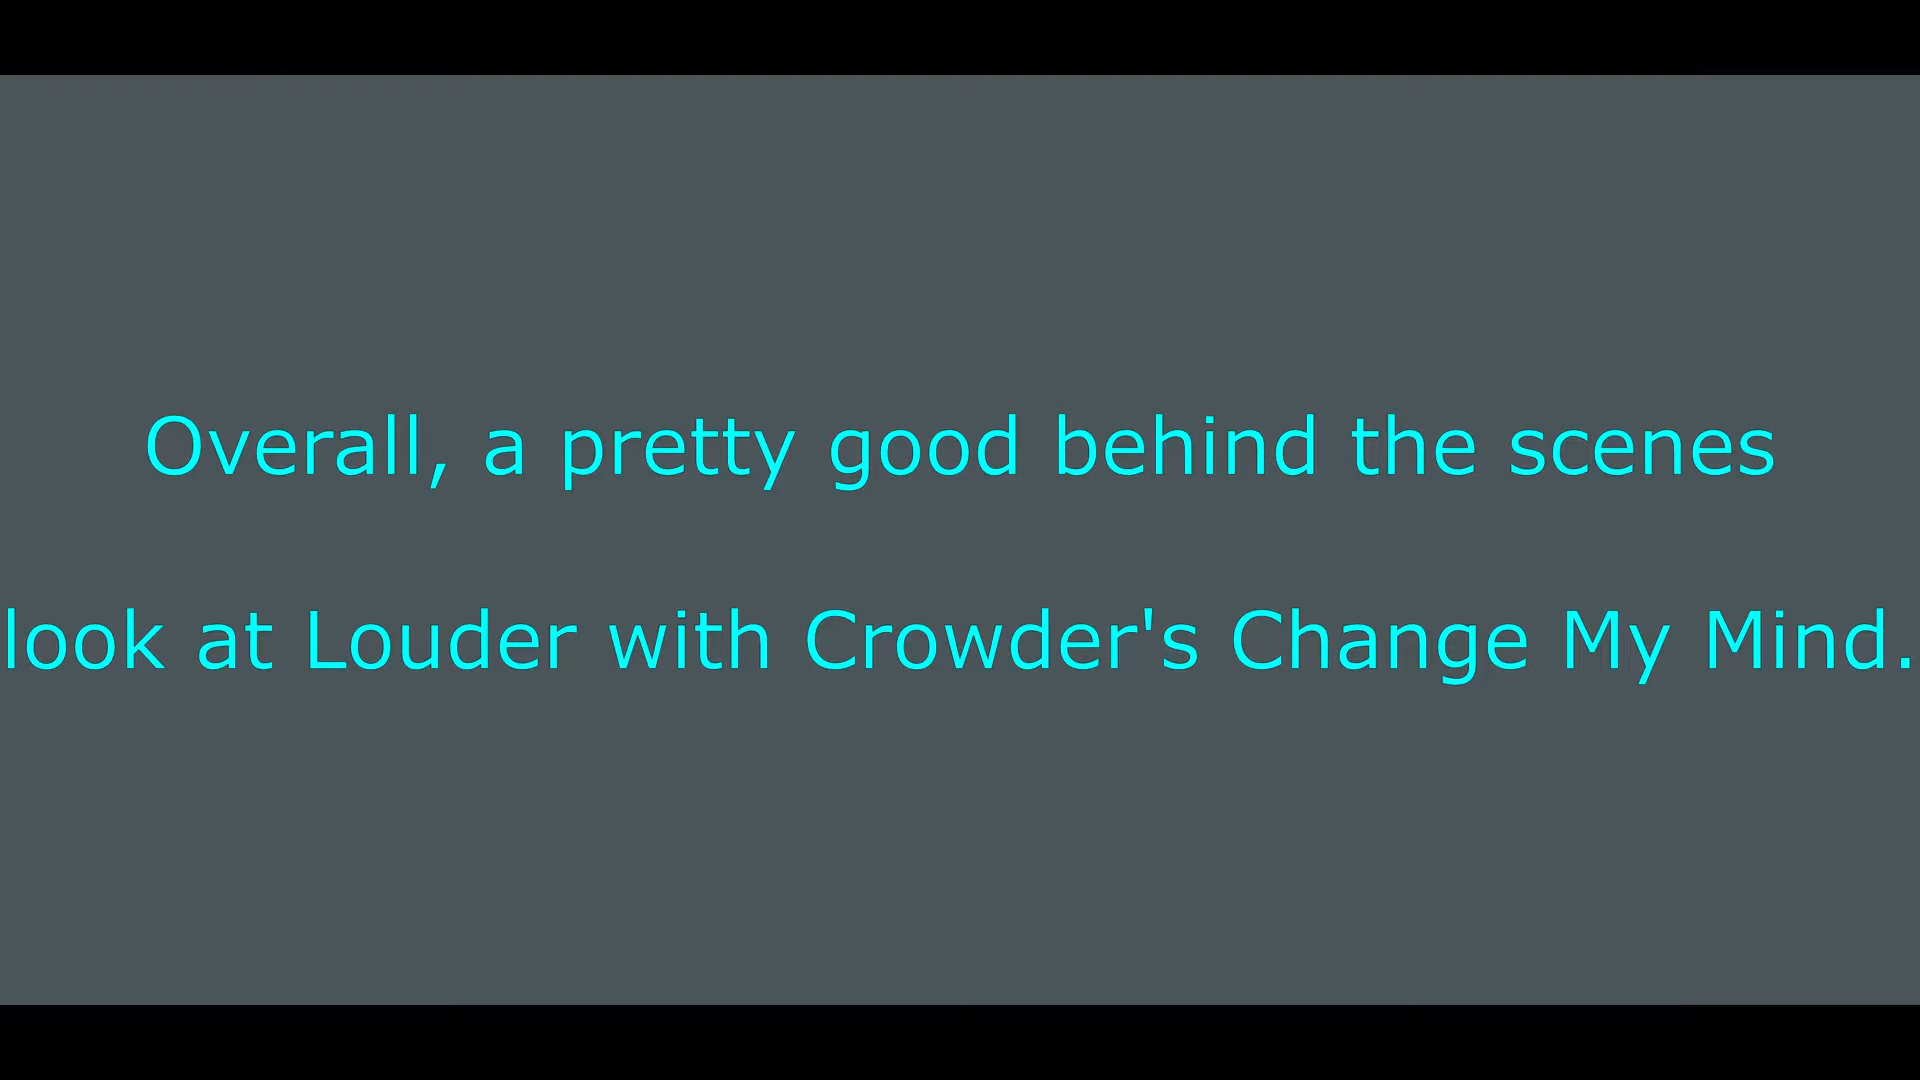 Overall, a pretty good behind the scenes
look at Louder with Crowder's Change My Mind.